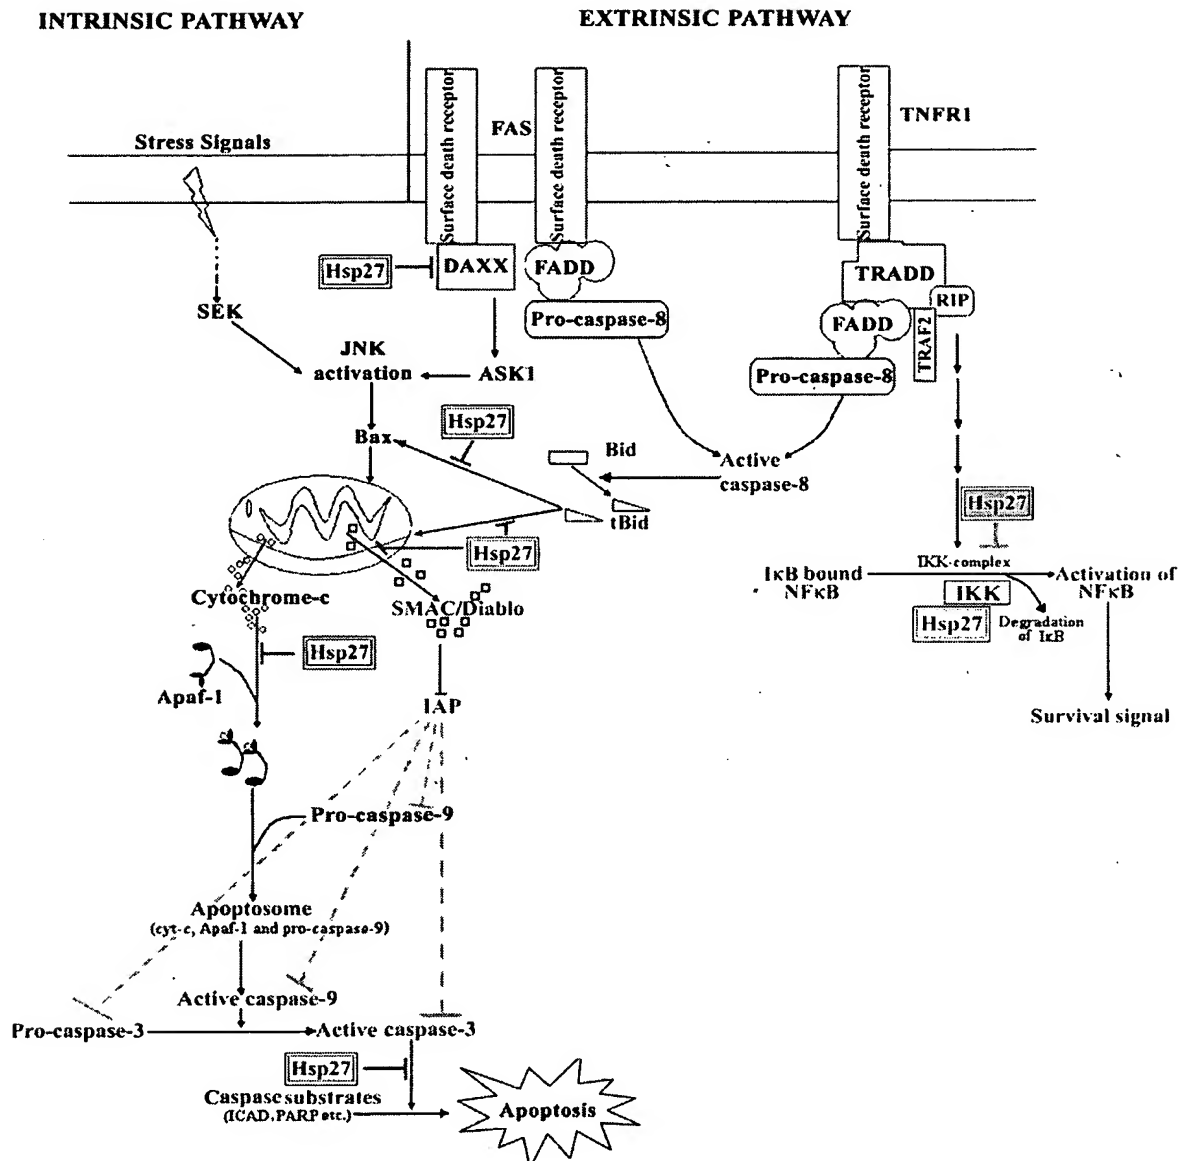 INTRINSIC PATHWAY
EXTRINSIC PATHWAY
Stress Signals
Surface death receptor
FAS
Surface death receptor
Surface death receptor
TNFR1
Hsp27
DAXX
FADD
TRADD
RIP
SEK
Pro-caspase-8
FADD
TRAF2
JNK
activation
ASK1
Pro-caspase-8
Hsp27
Bax
Bid
Active
caspase-8
tBid
Hsp27
Hsp27
IKK-complex
IκB bound
NFκB
Activation of
NFκB
IKK
Hsp27
Degradation
of IκB
Cytochrome-c
SMAC/Diablo
Hsp27
Apaf-1
IAP
Survival signal
Pro-caspase-9
Apoptosome
(cyt-c, Apaf-1 and pro-caspase-9)
Active caspase-9
Pro-caspase-3
Active caspase-3
Hsp27
Caspase substrates
(ICAD, PARP etc.)
Apoptosis